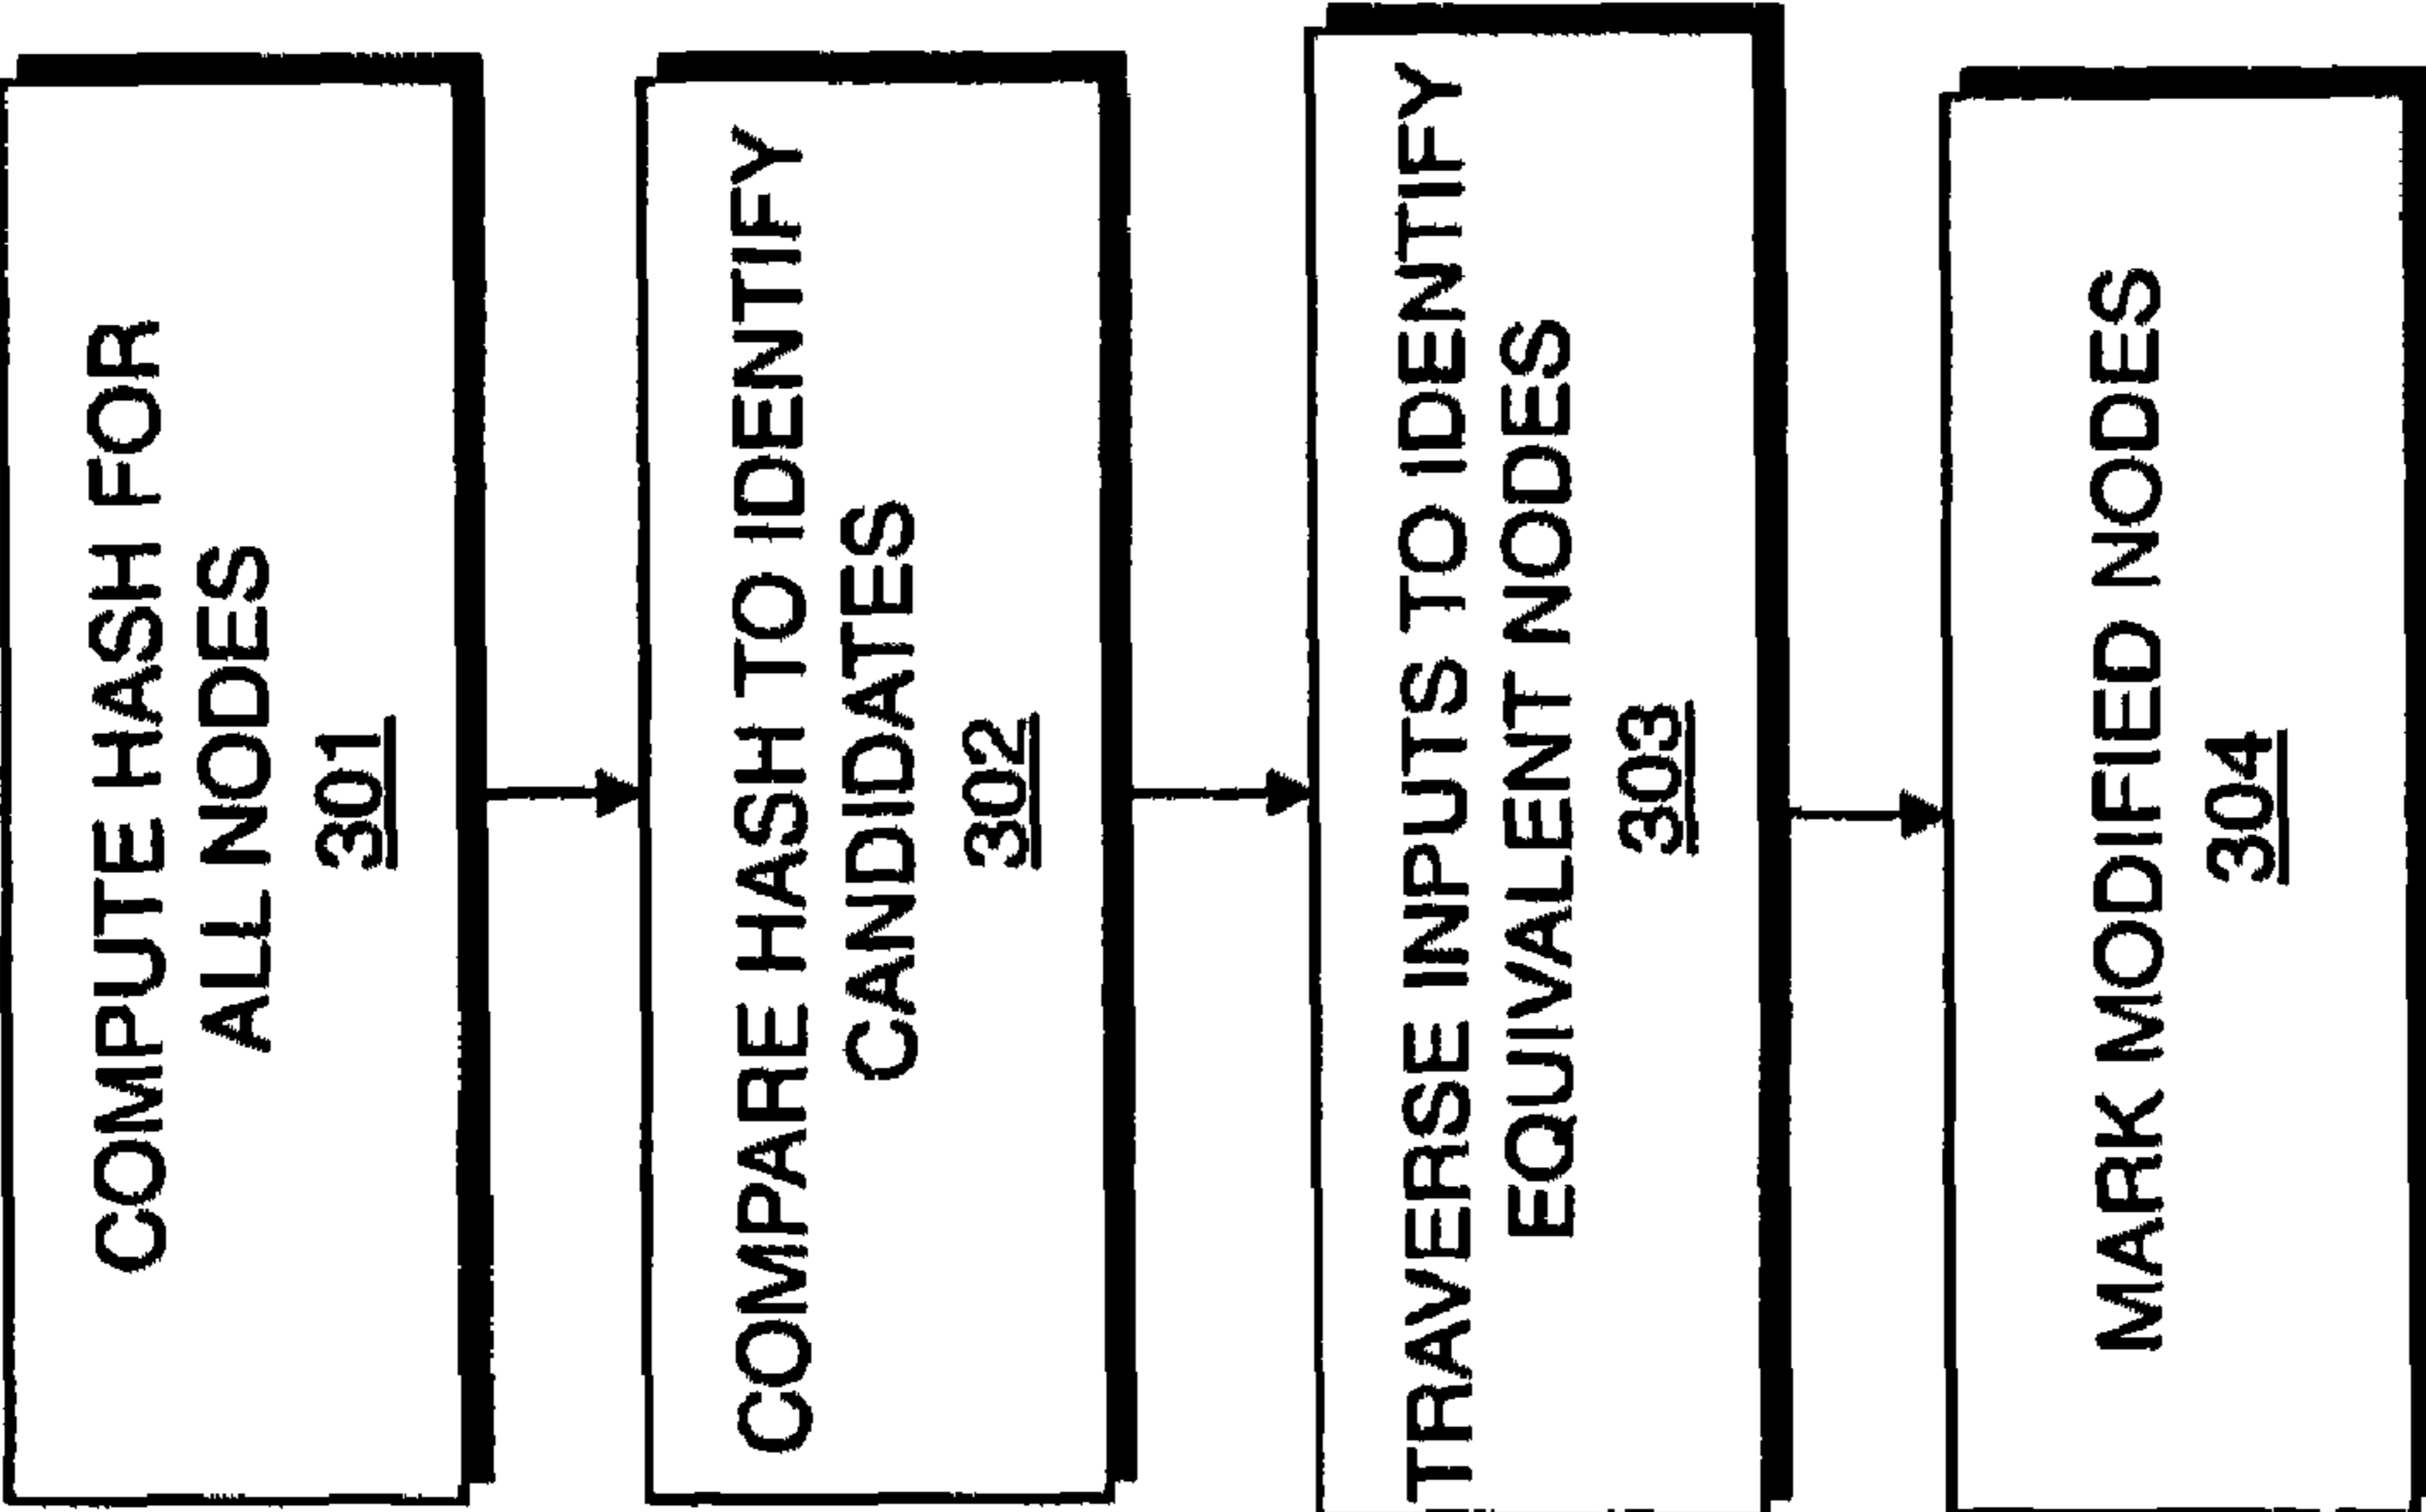 COMPUTE HASH FOR
ALL NODES
301
COMPARE HASH TO IDENTIFY
CANDIDATES
302
TRAVERSE INPUTS TO IDENTIFY
EQUIVALENT NODES
303
MARK MODIFIED NODES
304